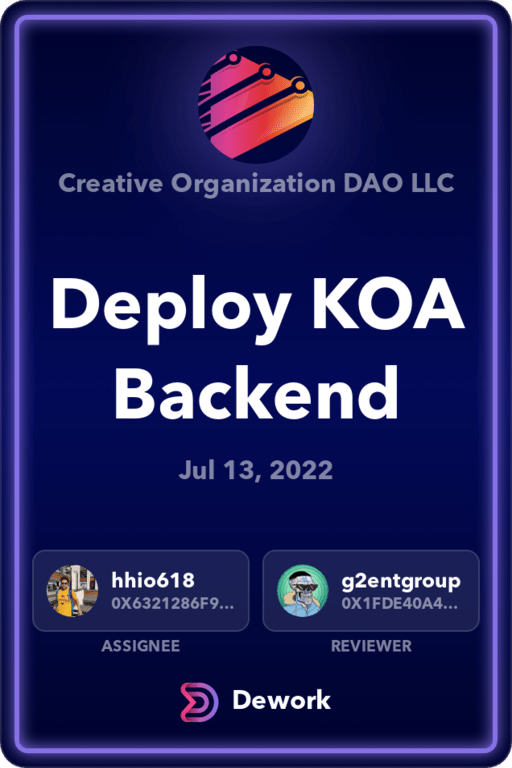 Creative Organization DAO LLC
Deploy KOA
Backend
Jul 13, 2022
hhio618
0X6321286F9...
ASSIGNEE
g2entgroup
0X1FDE40A4...
REVIEWER
Dework